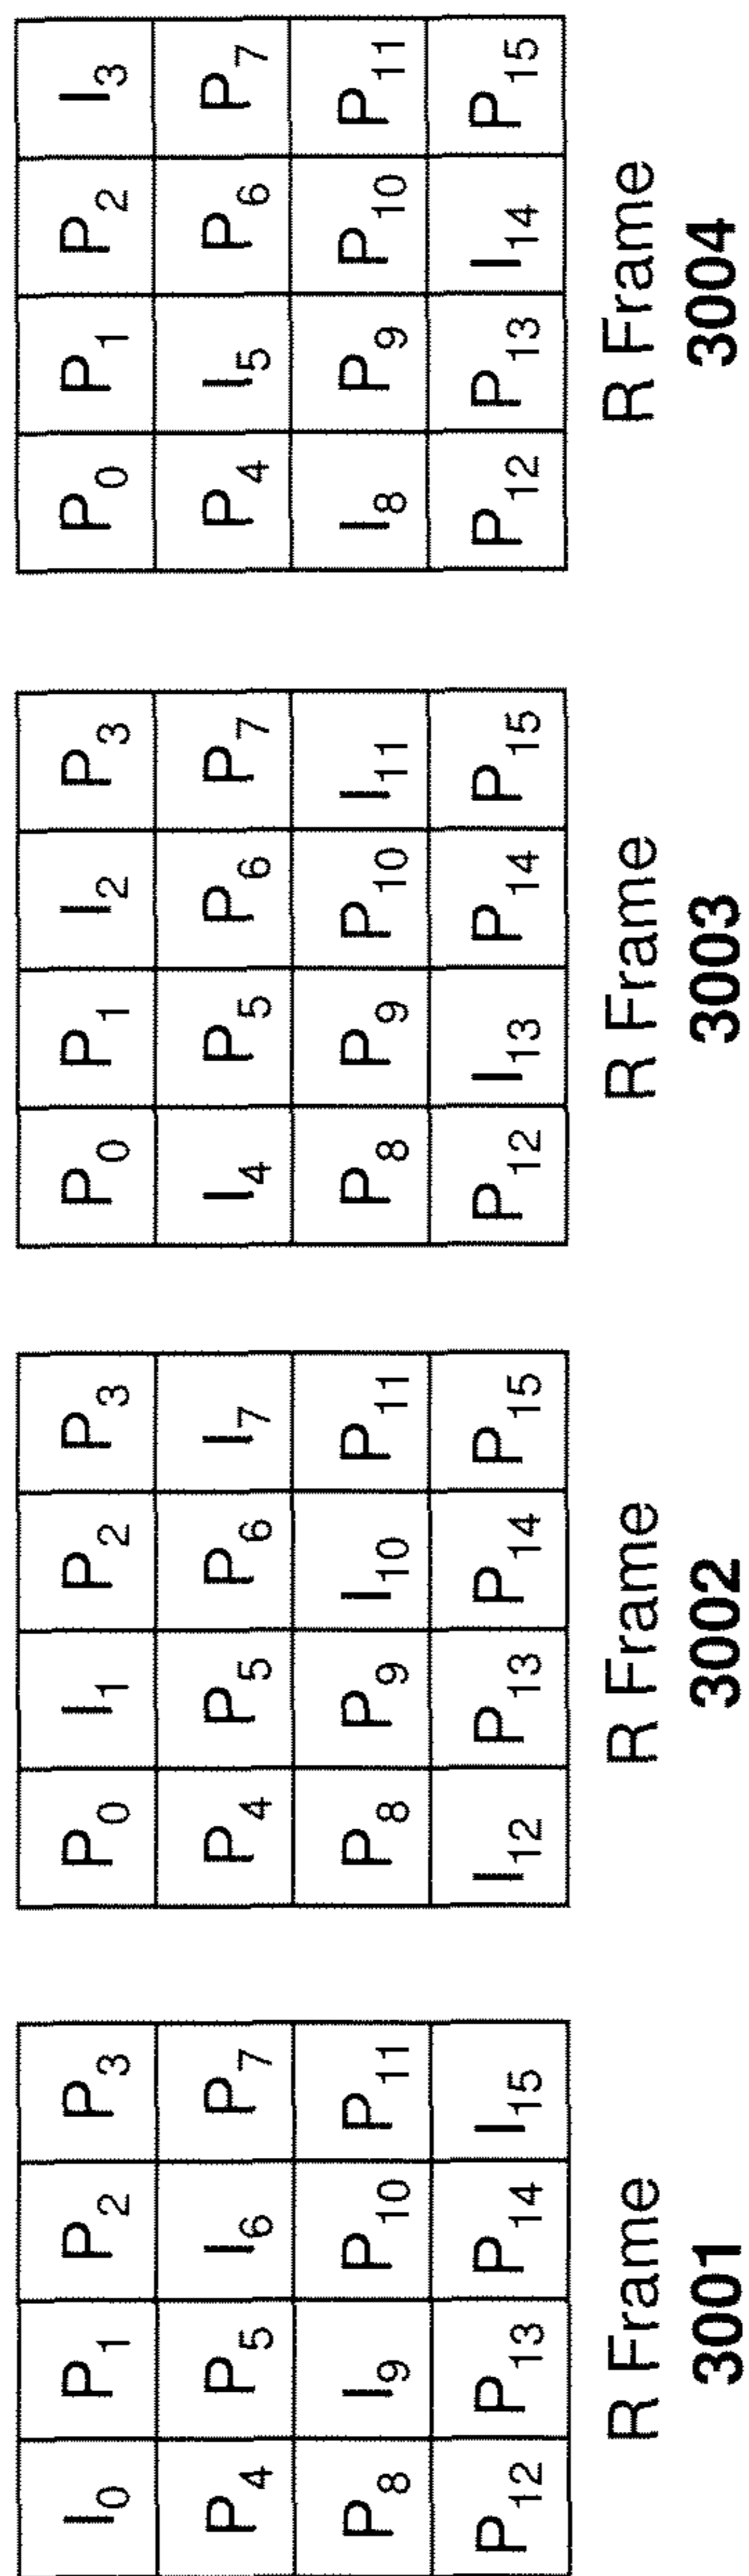 I0 P1 P2 P3
P4 P5 I6 P7
P8 I9 P10 P11
P12 P13 P14 I15
R Frame
3001
P0 I1 P2 P3
P4 P5 P6 I7
P8 P9 I10 P11
I12 P13 P14 P15
R Frame
3002
P0 P1 I2 P3
I4 P5 P6 P7
P8 P9 P10 I11
P12 I13 P14 P15
R Frame
3003
P0 P1 P2 I3
P4 I5 P6 P7
I8 P9 P10 P11
P12 P13 I14 P15
R Frame
3004